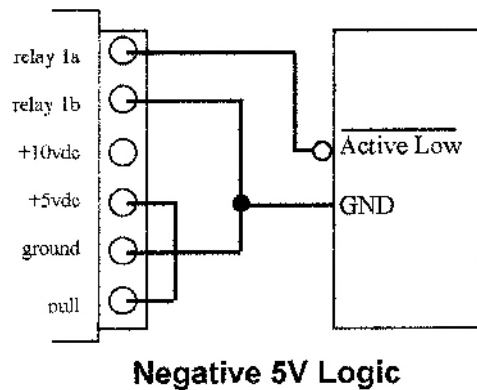 relay 1a
relay 1b
+10vdc
+5vdc
ground
pull
Active Low
GND
Negative 5V Logic